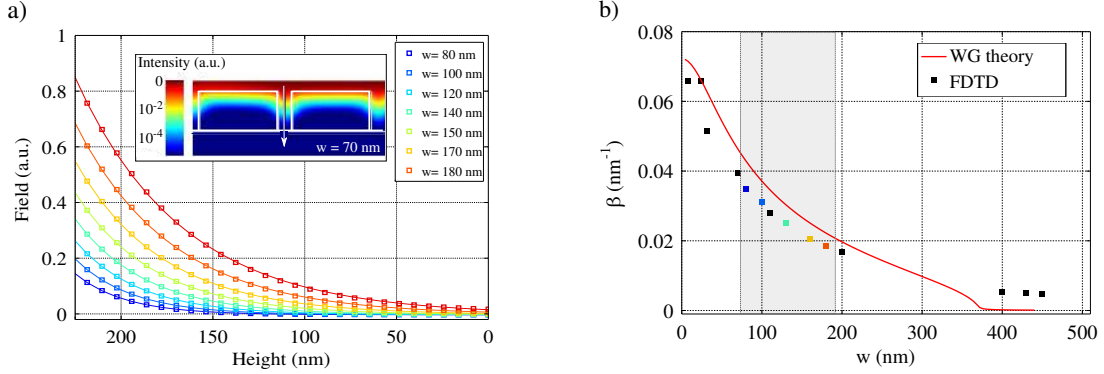 a)
1
0.8
0.6
0.4
0.2
0
Field (a.u.)
200
150
100
50
0
Height (nm)
Intensity (a.u.)
0
10⁻²
10⁻⁴
w = 70 nm
w= 80 nm
w= 100 nm
w= 120 nm
w= 140 nm
w= 150 nm
w= 170 nm
w= 180 nm
b)
0.08
0.06
0.04
0.02
0
β (nm⁻¹)
0
100
200
300
400
500
w (nm)
WG theory
FDTD